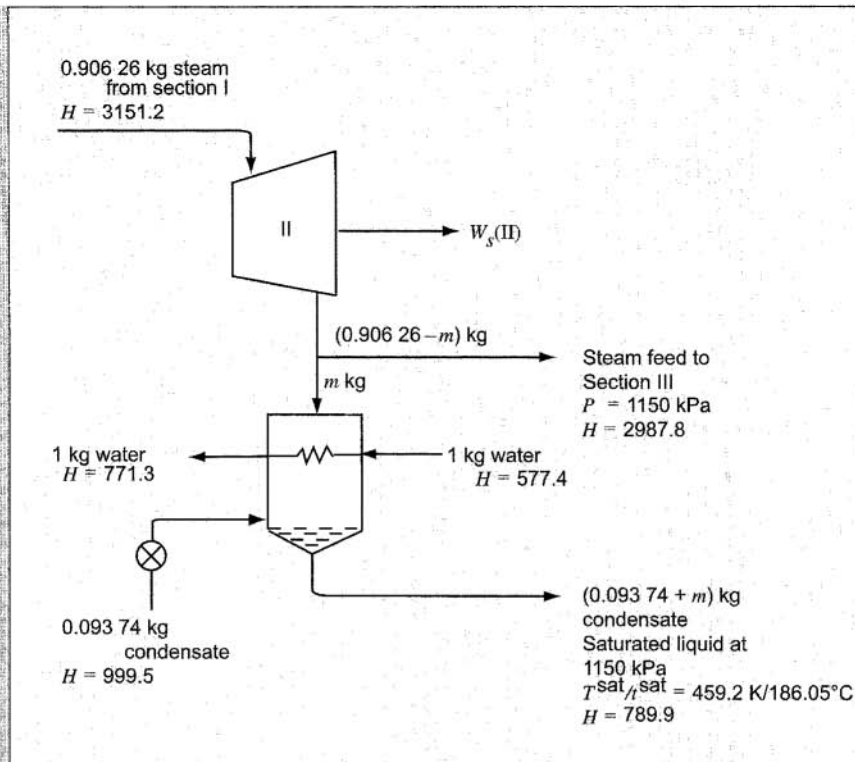 0.906 26 kg steam
from section I
H = 3151.2
II
W_S(II)
(0.906 26 – m) kg
Steam feed to
Section III
P = 1150 kPa
H = 2987.8
m kg
1 kg water
H = 771.3
1 kg water
H = 577.4
0.093 74 kg
condensate
H = 999.5
(0.093 74 + m) kg
condensate
Saturated liquid at
1150 kPa
T^sat/t^sat = 459.2 K/186.05°C
H = 789.9